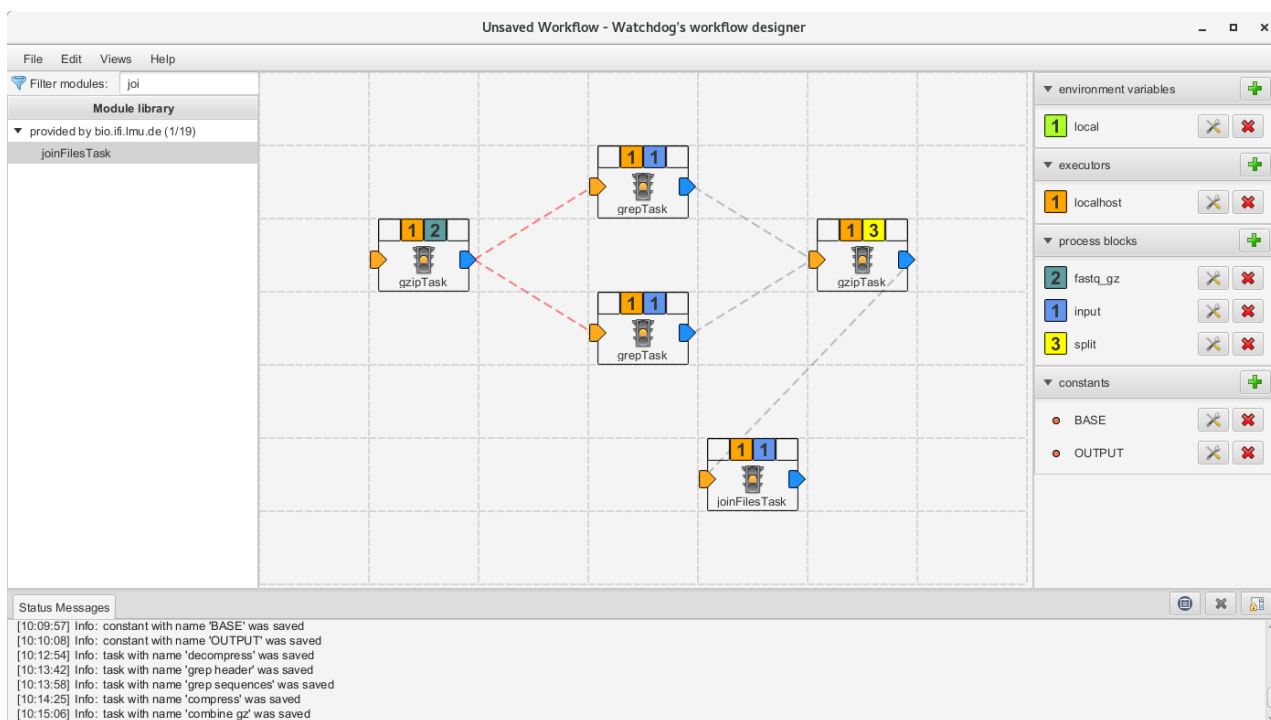 Unsaved Workflow - Watchdog's workflow designer
File Edit Views Help
Filter modules: joi
Module library
provided by bio.ifi.lmu.de (1/19)
joinFilesTask
1 1
grepTask
1 2
gzipTask
1 3
gzipTask
1 1
grepTask
1 1
joinFilesTask
environment variables
1 local
executors
1 localhost
process blocks
2 fastq_gz
1 input
3 split
constants
BASE
OUTPUT
Status Messages
[10:09:57] Info: constant with name 'BASE' was saved
[10:10:08] Info: constant with name 'OUTPUT' was saved
[10:12:54] Info: task with name 'decompress' was saved
[10:13:42] Info: task with name 'grep header' was saved
[10:13:58] Info: task with name 'grep sequences' was saved
[10:14:25] Info: task with name 'compress' was saved
[10:15:06] Info: task with name 'combine gz' was saved